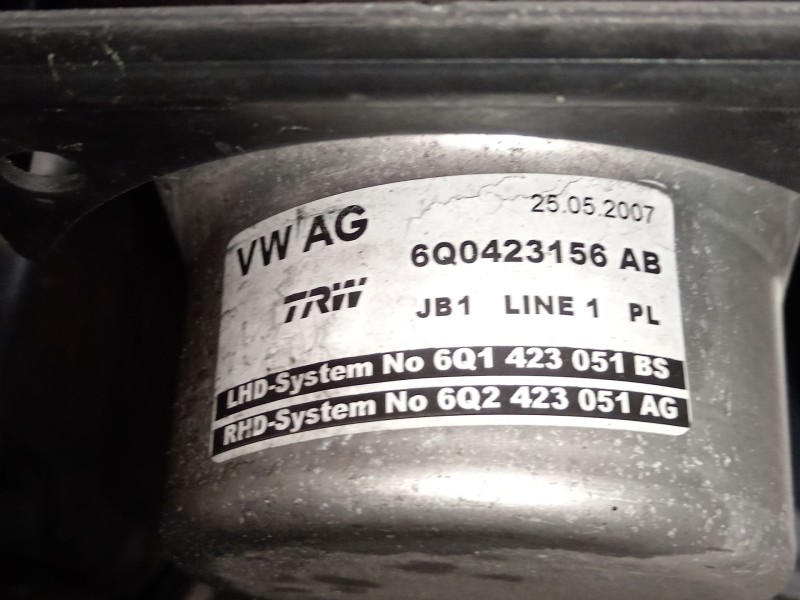 25.05.2007
VW AG 6Q0423156 AB
TRW JB1 LINE 1 PL
LHD-System No 6Q1 423 051 BS
RHD-System No 6Q2 423 051 AG